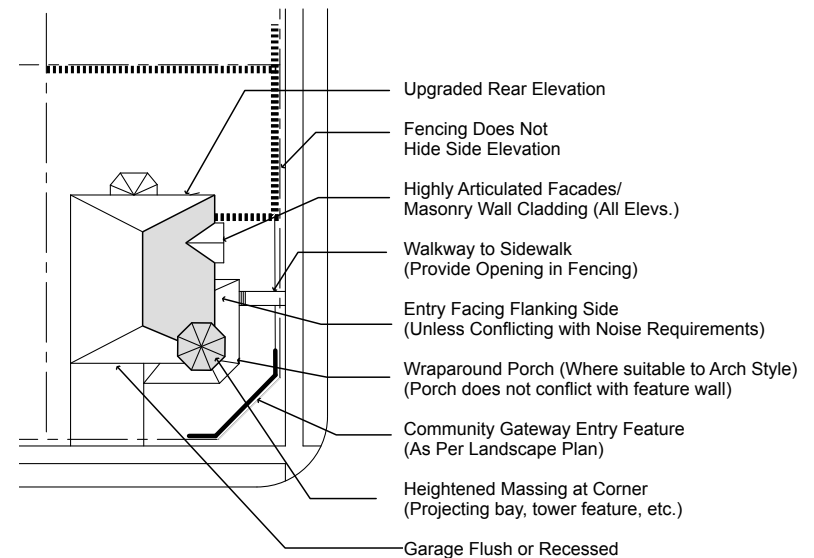 Upgraded Rear Elevation
Fencing Does Not
Hide Side Elevation
Highly Articulated Facades/
Masonry Wall Cladding (All Elevs.)
Walkway to Sidewalk
(Provide Opening in Fencing)
Entry Facing Flanking Side
(Unless Conflicting with Noise Requirements)
Wraparound Porch (Where suitable to Arch Style)
(Porch does not conflict with feature wall)
Community Gateway Entry Feature
(As Per Landscape Plan)
Heightened Massing at Corner
(Projecting bay, tower feature, etc.)
Garage Flush or Recessed